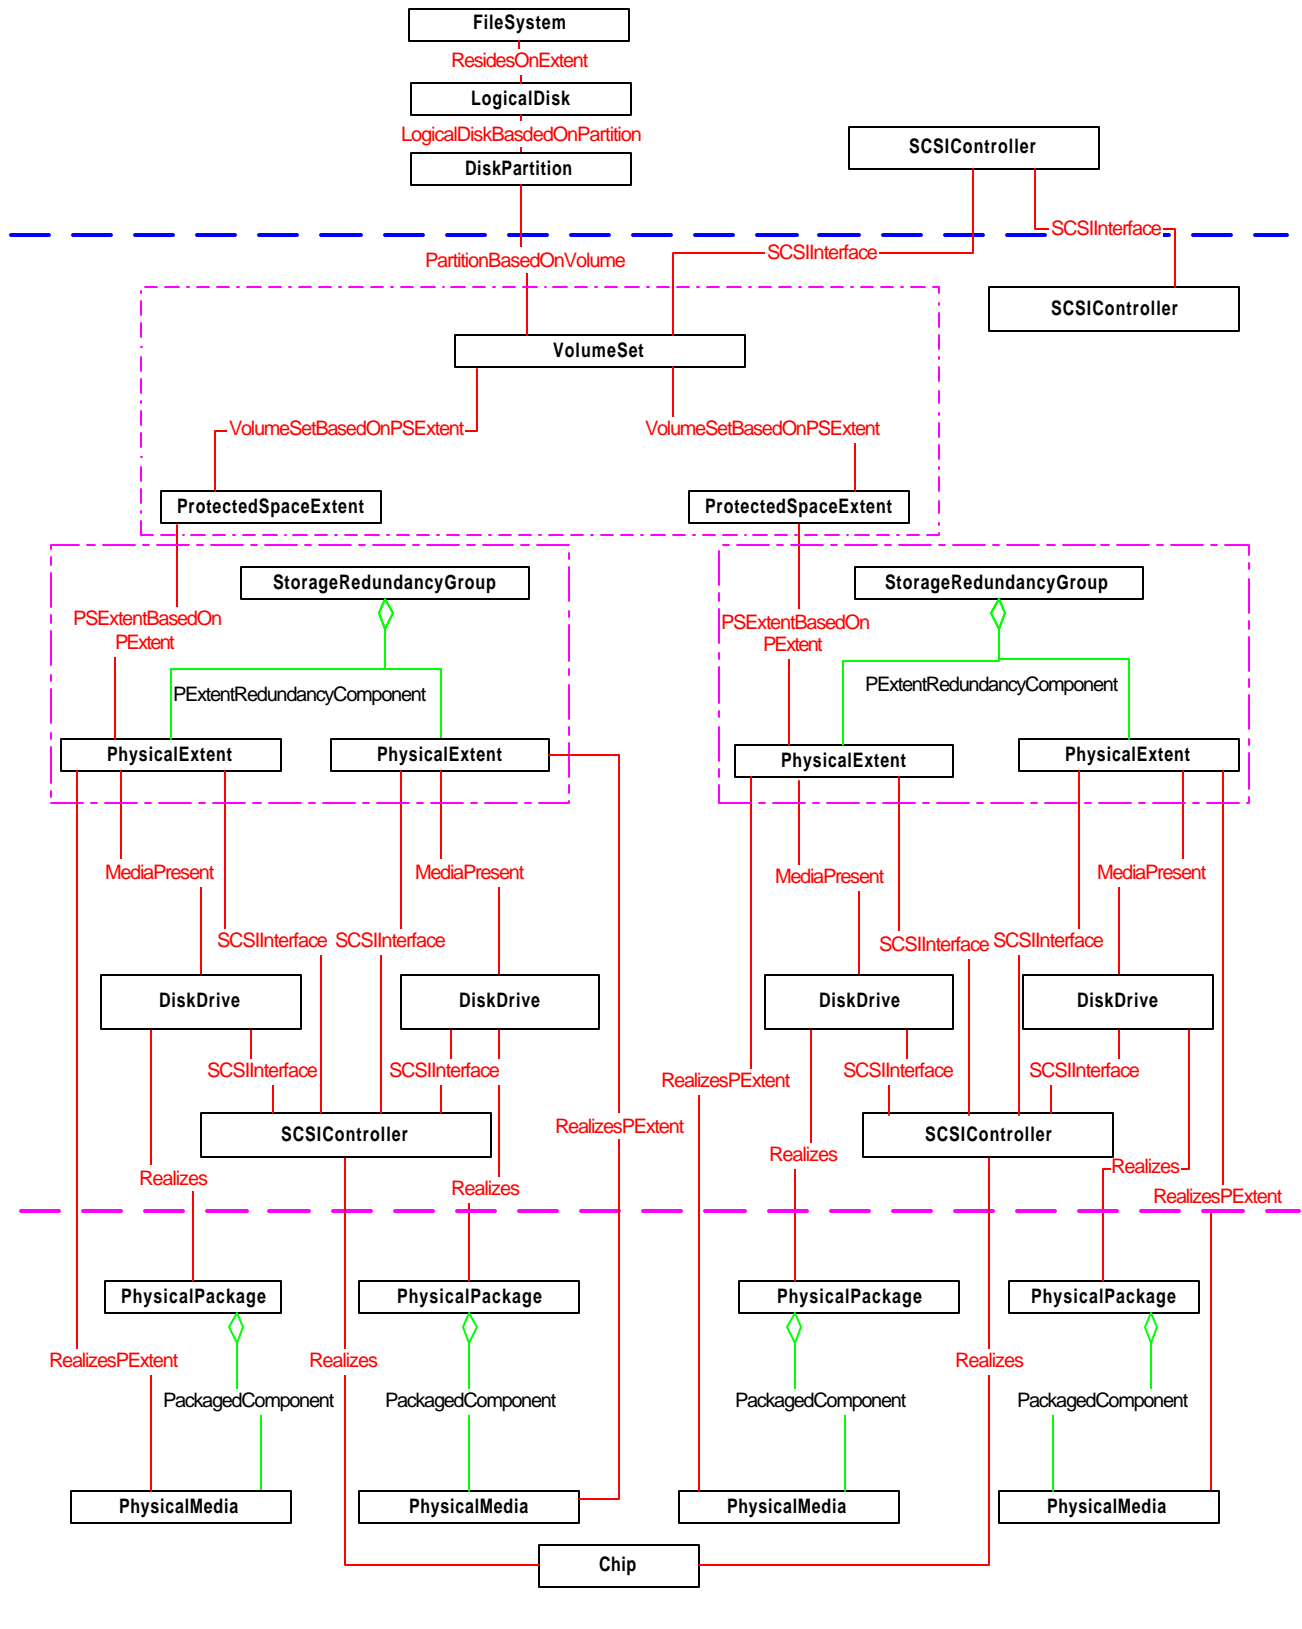 FileSystem
ResidesOnExtent
LogicalDisk
LogicalDiskBasdedOnPartition
SCSIController
DiskPartition
SCSIInterface
PartitionBasedOnVolume
SCSIInterface
SCSIController
VolumeSet
VolumeSetBasedOnPSExtent
VolumeSetBasedOnPSExtent
ProtectedSpaceExtent
ProtectedSpaceExtent
StorageRedundancyGroup
StorageRedundancyGroup
PSExtentBasedOn
PExtent
PSExtentBasedOn
PExtent
PExtentRedundancyComponent
PExtentRedundancyComponent
PhysicalExtent
PhysicalExtent
PhysicalExtent
PhysicalExtent
MediaPresent
MediaPresent
MediaPresent
MediaPresent
SCSIInterface
SCSIInterface
SCSIInterface
SCSIInterface
DiskDrive
DiskDrive
DiskDrive
DiskDrive
SCSIInterface
SCSIInterface
RealizesPExtent
SCSIInterface
SCSIInterface
RealizesPExtent
SCSIController
SCSIController
Realizes
Realizes
Realizes
Realizes
RealizesPExtent
PhysicalPackage
PhysicalPackage
PhysicalPackage
PhysicalPackage
RealizesPExtent
Realizes
Realizes
PackagedComponent
PackagedComponent
PackagedComponent
PackagedComponent
PhysicalMedia
PhysicalMedia
PhysicalMedia
PhysicalMedia
Chip